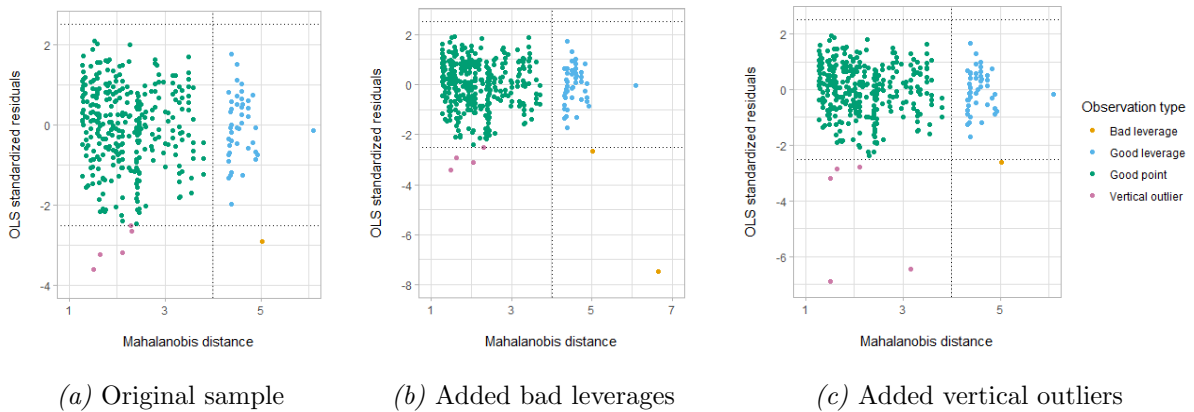 OLS standardized residuals
2
0
-2
-4
1
3
5
Mahalanobis distance
(a) Original sample
OLS standardized residuals
2
0
-2
-4
-6
-8
1
3
5
7
Mahalanobis distance
(b) Added bad leverages
OLS standardized residuals
2
0
-2
-4
-6
1
3
5
Mahalanobis distance
(c) Added vertical outliers
Observation type
Bad leverage
Good leverage
Good point
Vertical outlier